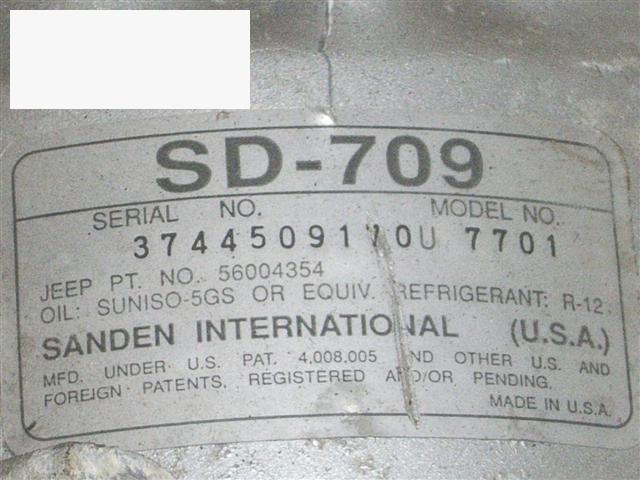 SD-709
SERIAL NO. MODEL NO.
3744509110U 7701
JEEP PT. NO. 56004354
OIL: SUNISO-5GS OR EQUIV. REFRIGERANT: R-12
SANDEN INTERNATIONAL (U.S.A.)
MFD. UNDER U.S. PAT. 4,008,005 AND OTHER U.S. AND
FOREIGN PATENTS, REGISTERED AND/OR PENDING.
MADE IN U.S.A.